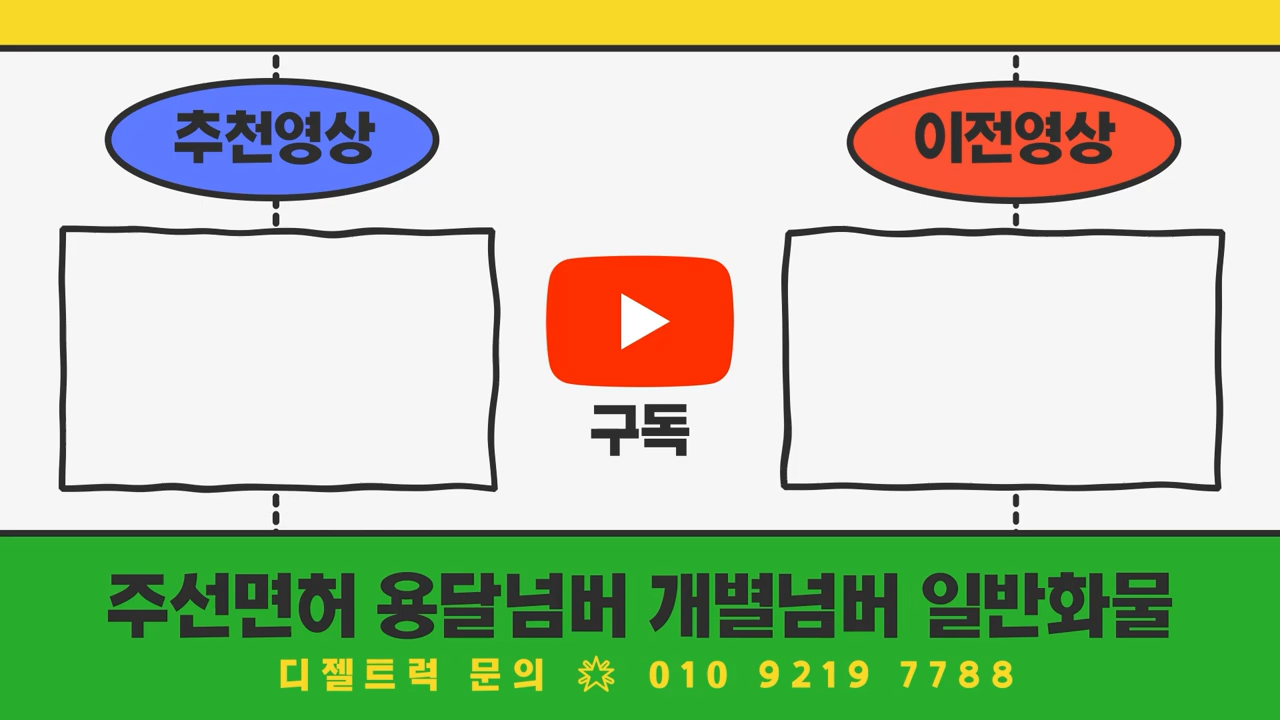 추천영상
이전영상
구독
주선면허 용달넘버 개별넘버 일반화물
디젤트럭 문의 010 9219 7788